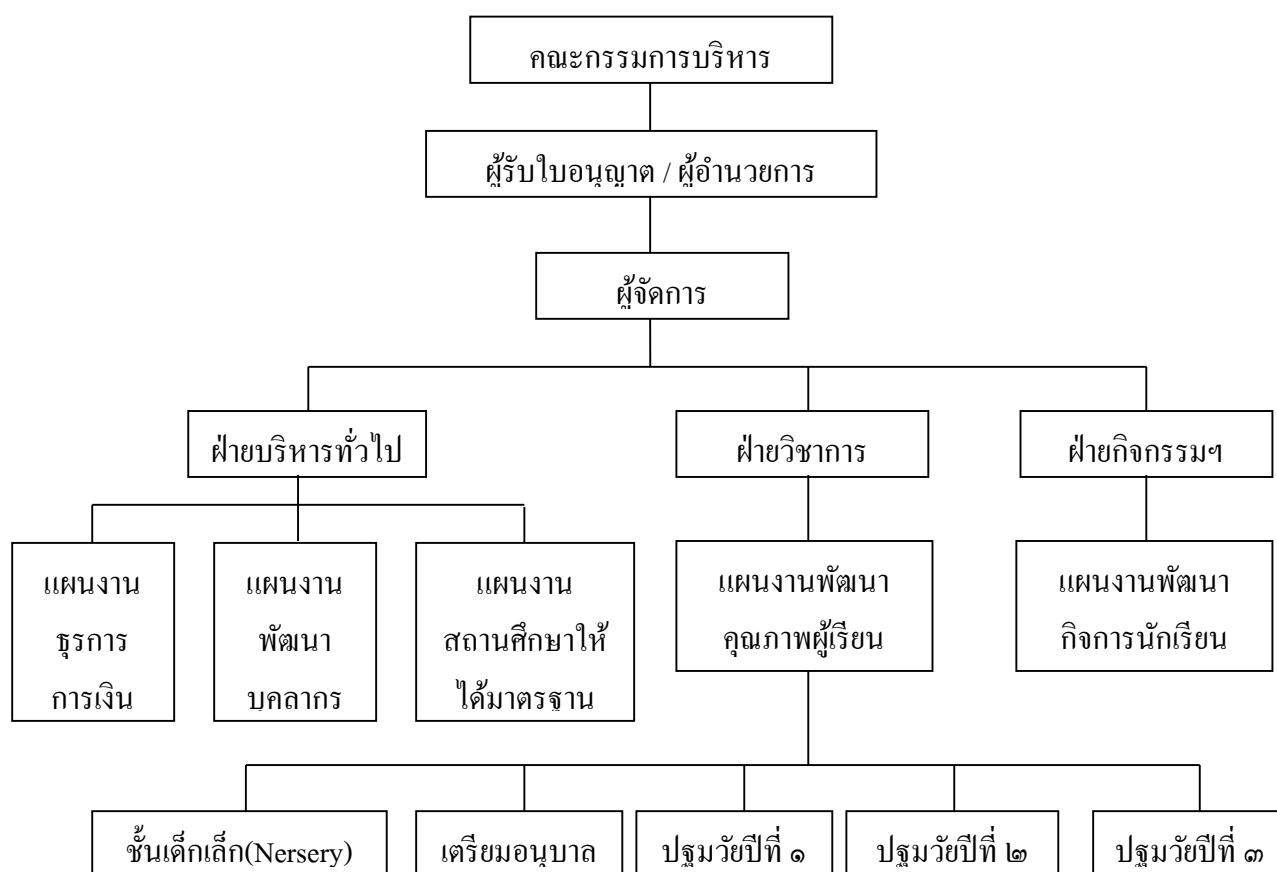 คณะกรรมการบริหาร
ผู้รับใบอนุญาต / ผู้อำนวยการ
ผู้จัดการ
ฝ่ายบริหารทั่วไป
ฝ่ายวิชาการ
ฝ่ายกิจกรรมฯ
แผนงาน
ธุรการ
การเงิน
แผนงาน
พัฒนา
บุคลากร
แผนงาน
สถานศึกษาให้
ได้มาตรฐาน
แผนงานพัฒนา
คุณภาพผู้เรียน
แผนงานพัฒนา
กิจการนักเรียน
ชั้นเด็กเล็ก(Nersery)
เตรียมอนุบาล
ปฐมวัยปีที่ ๑
ปฐมวัยปีที่ ๒
ปฐมวัยปีที่ ๓